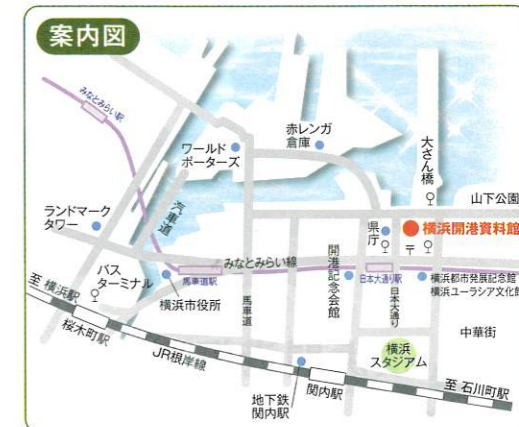 案内図
みなとみらい駅
ワールド
ポーターズ
赤レンガ
倉庫
大さん橋
山下公園
汽車道
ランドマーク
タワー
県庁
横浜開港資料館
〒
みなとみらい線
開港記念会館
バス
ターミナル
馬車道駅
日本大通り駅
横浜都市発展記念館
横浜ユーラシア文化館
至 横浜駅
横浜市役所
馬車道
日本大通り
桜木町駅
中華街
JR根岸線
横浜
スタジアム
地下鉄
関内駅
関内駅
至 石川町駅